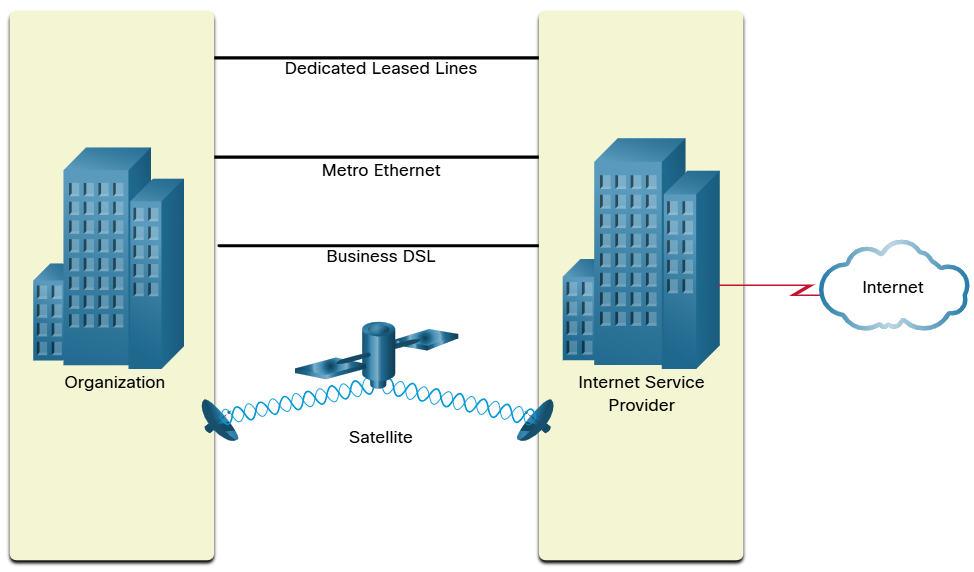 Dedicated Leased Lines
Metro Ethernet
Business DSL
Internet
Organization
Internet Service
Provider
Satellite